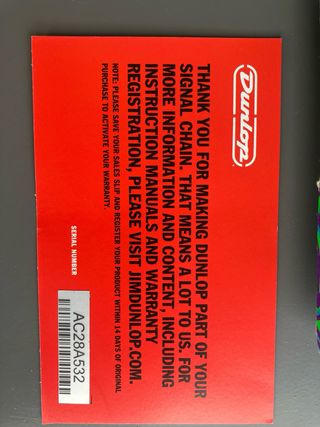 Dunlop
THANK YOU FOR MAKING DUNLOP PART OF YOUR
SIGNAL CHAIN. THAT MEANS A LOT TO US. FOR
MORE INFORMATION AND CONTENT, INCLUDING
INSTRUCTION MANUALS AND WARRANTY
REGISTRATION, PLEASE VISIT JIMDUNLOP.COM.
NOTE: PLEASE SAVE YOUR SALES SLIP AND REGISTER YOUR PRODUCT WITHIN 14 DAYS OF ORIGINAL
PURCHASE TO ACTIVATE YOUR WARRANTY.
SERIAL NUMBER
AC28A532